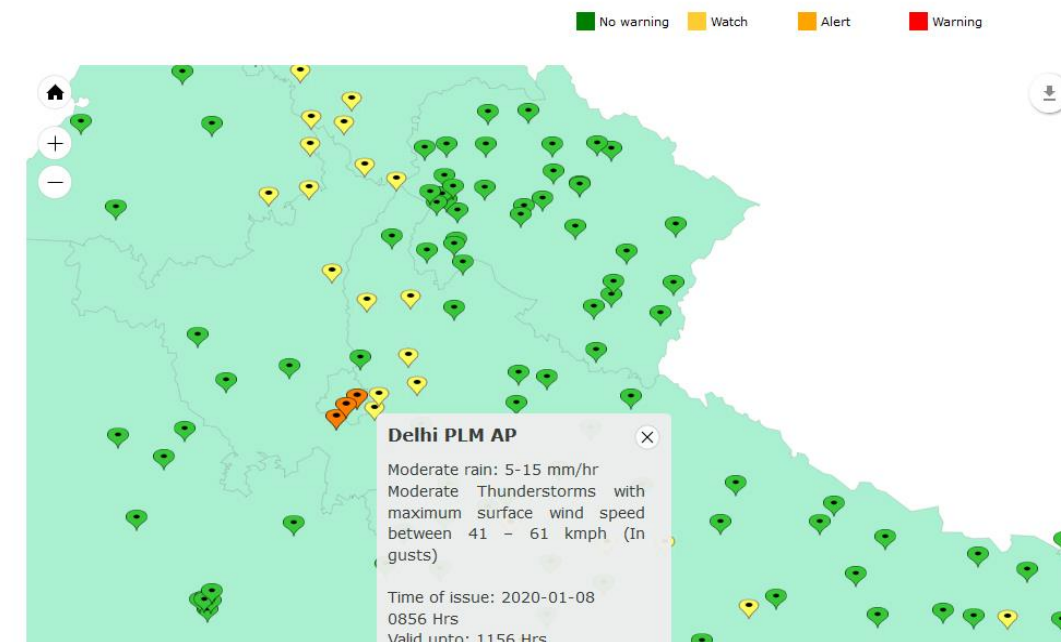 No warning Watch Alert Warning
Delhi PLM AP
Moderate rain: 5-15 mm/hr
Moderate Thunderstorms with
maximum surface wind speed
between 41 – 61 kmph (In
gusts)
Time of issue: 2020-01-08
0856 Hrs
Valid upto: 1156 Hrs